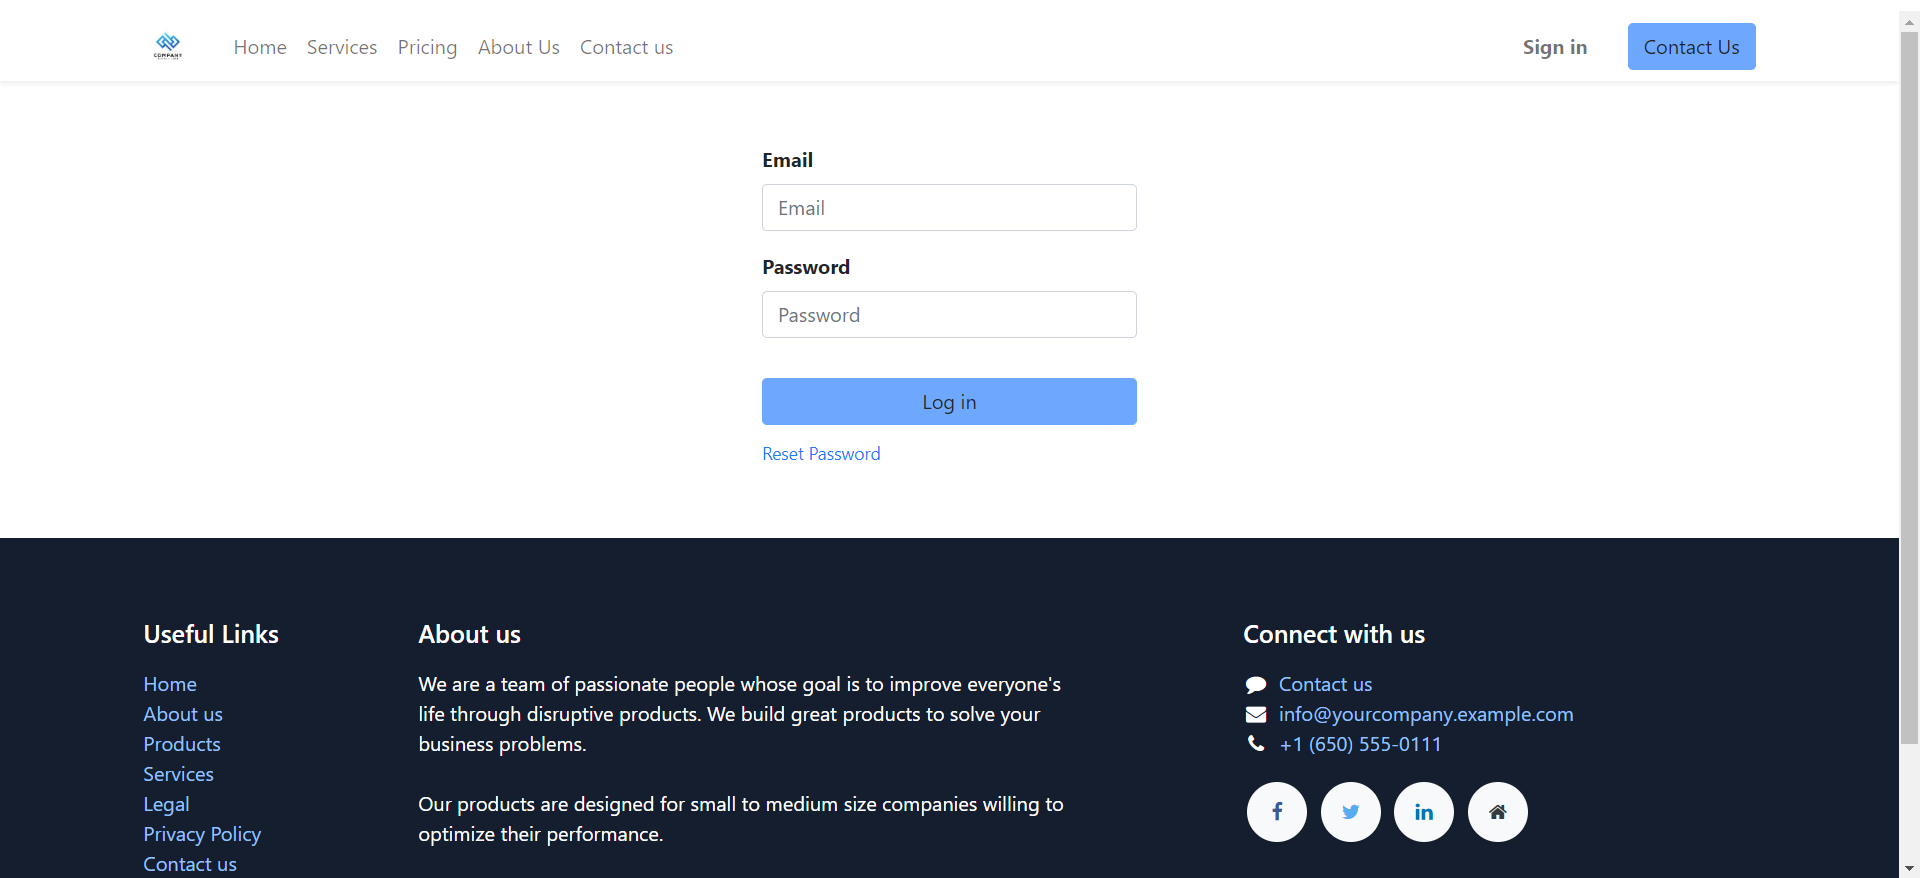 COMPANY
Home Services Pricing About Us Contact us
Sign in
Contact Us
Email
Email
Password
Password
Log in
Reset Password
Useful Links
Home
About us
Products
Services
Legal
Privacy Policy
Contact us
About us
We are a team of passionate people whose goal is to improve everyone's
life through disruptive products. We build great products to solve your
business problems.
Our products are designed for small to medium size companies willing to
optimize their performance.
Connect with us
Contact us
info@yourcompany.example.com
+1 (650) 555-0111